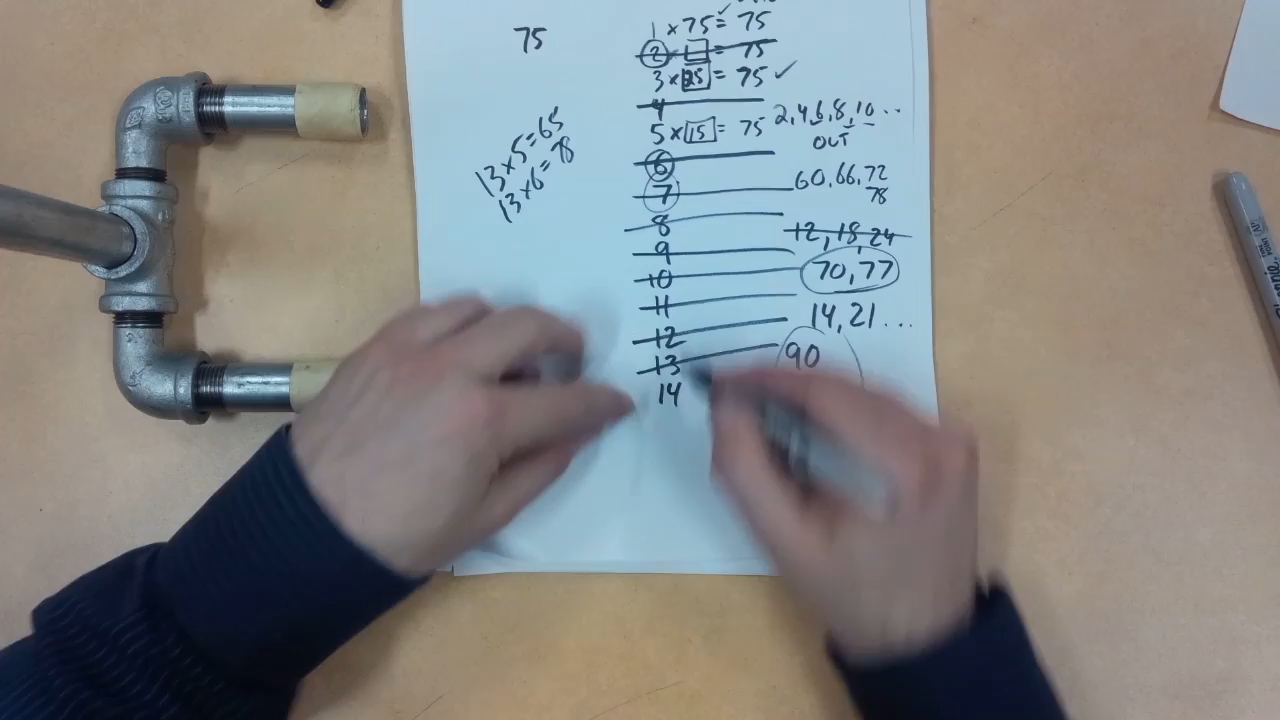 75
1 × 75 = 75
2 = 75
3 × 25 = 75 ✓
4
2,4,6,8,10...
OUT
5 × 15 = 75
13 × 5 = 65
13 × 6 = 78
6
60,66,72
78
7
8
12,18,24
9
70,77
10
11
14,21...
12
90
13
14